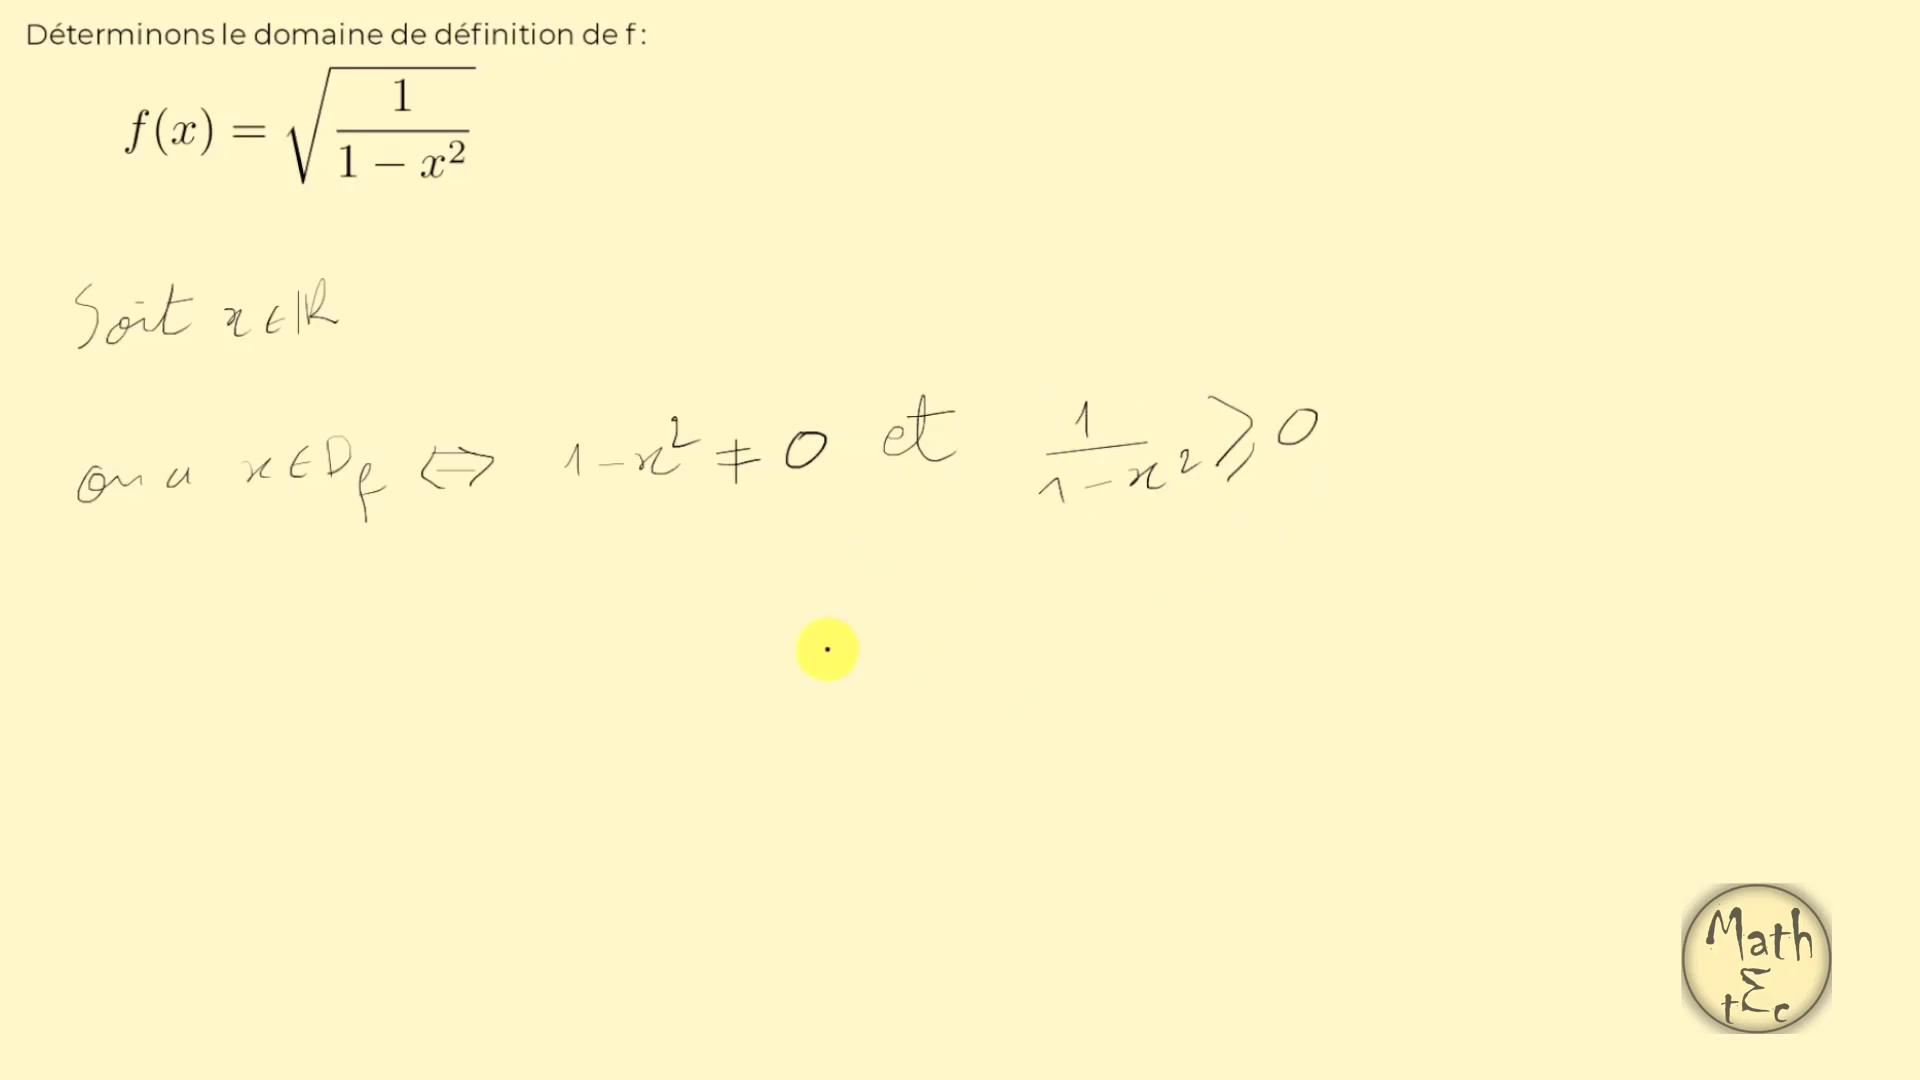 Déterminons le domaine de définition de f :
f(x) = √(1/(1 − x²))
Soit x ∈ ℝ
on a x ∈ D_f ⇔ 1 − x² ≠ 0 et 1/(1 − x²) ⩾ 0
Math
Σ
t c